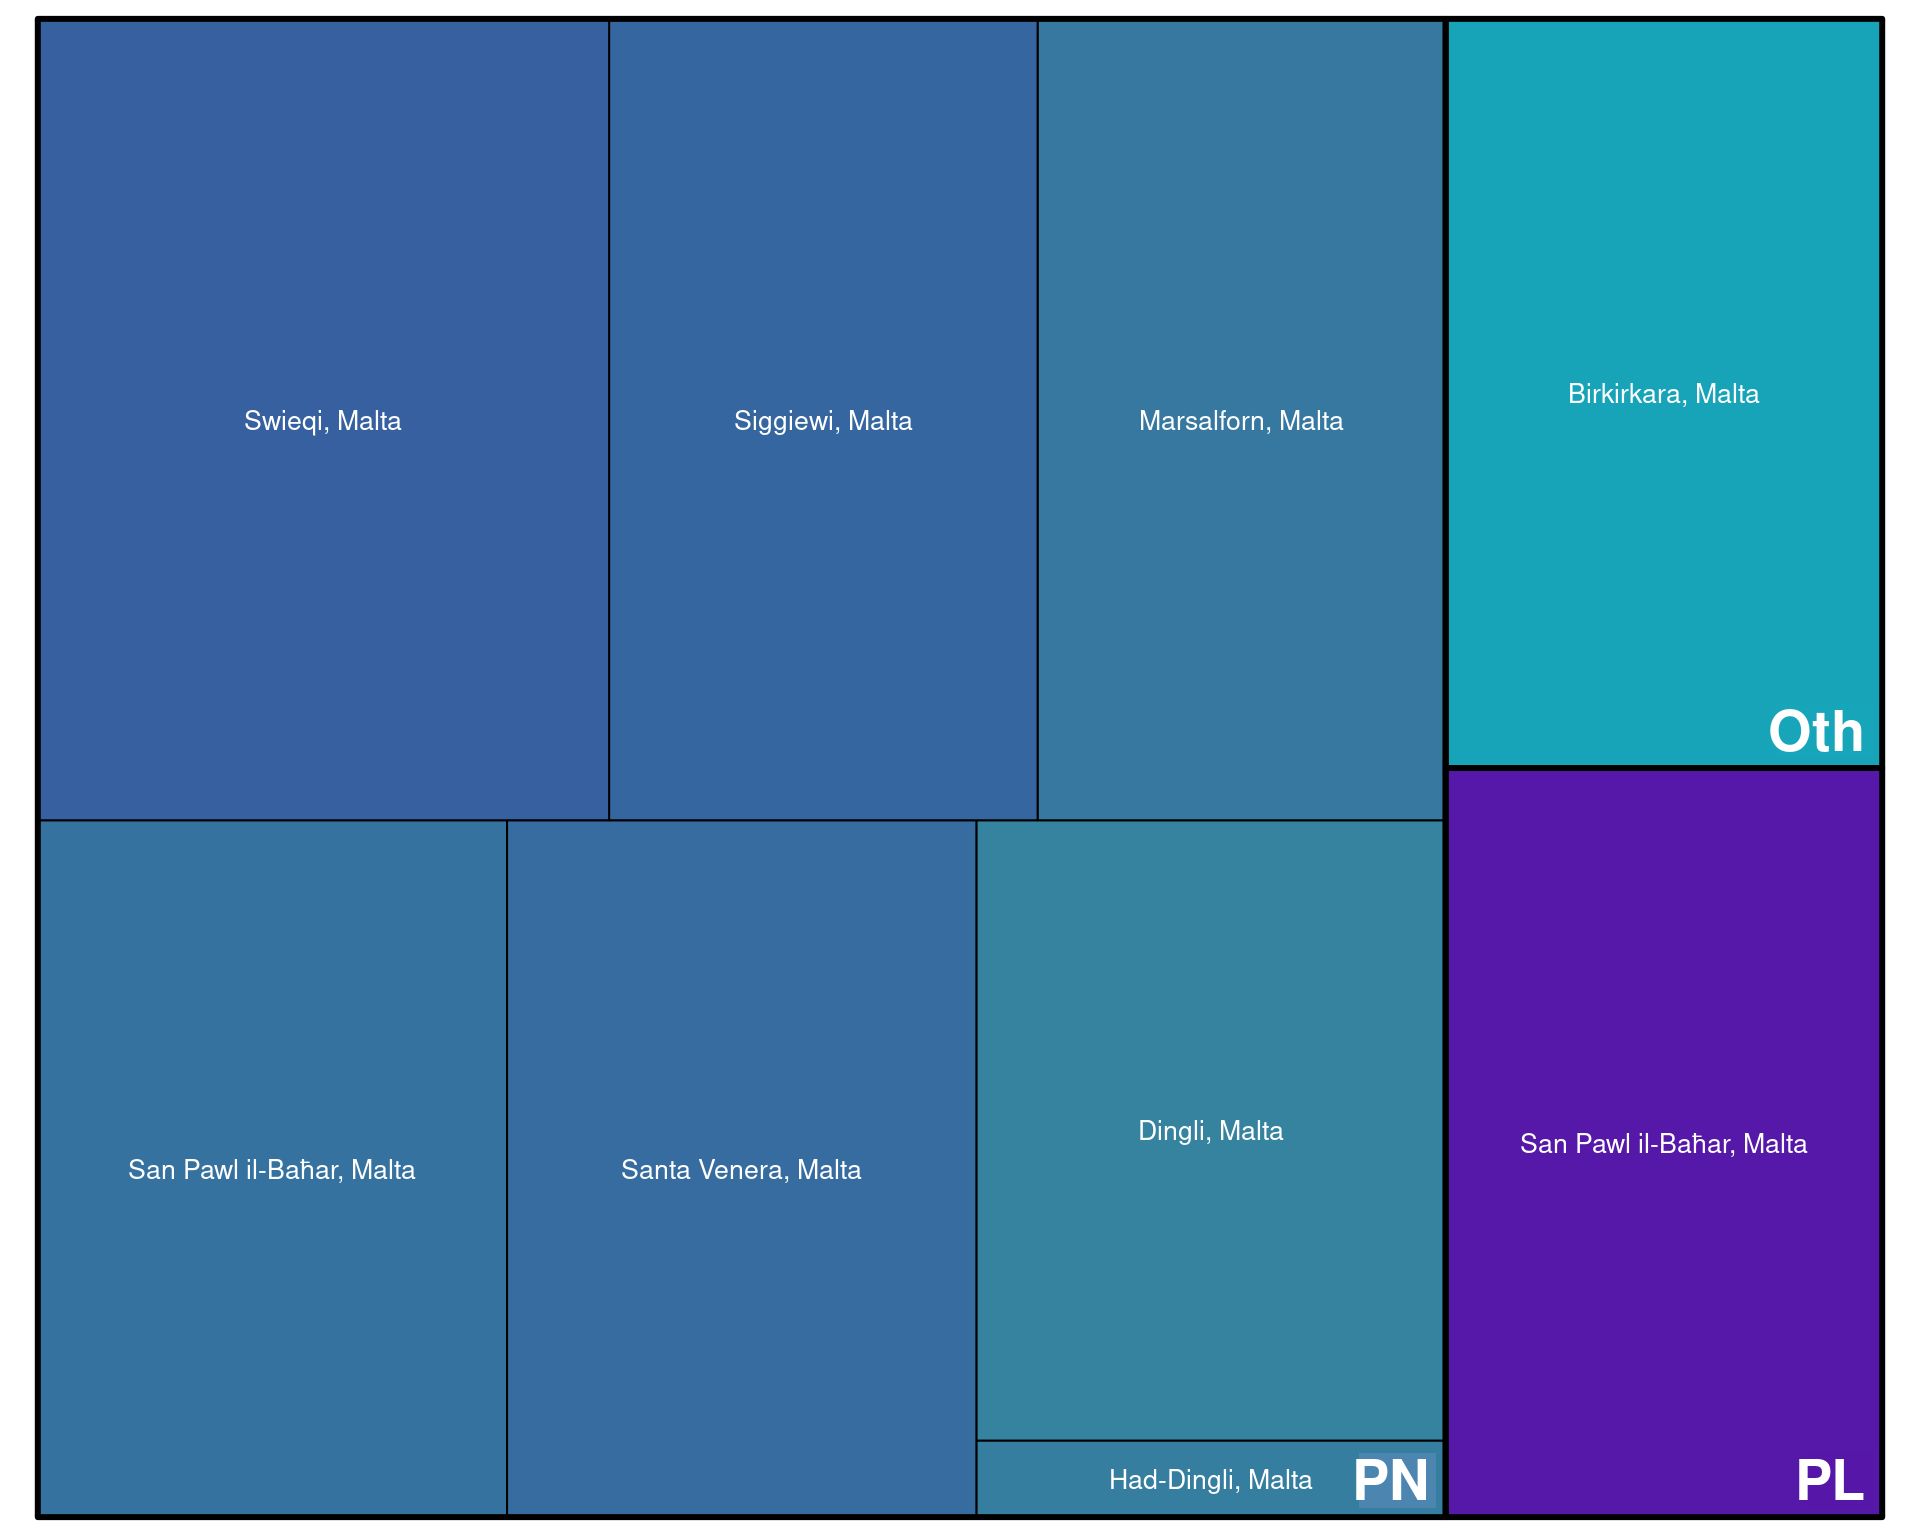 Swieqi, Malta
Siggiewi, Malta
Marsalforn, Malta
Birkirkara, Malta
Oth
San Pawl il-Baħar, Malta
Santa Venera, Malta
Dingli, Malta
Had-Dingli, Malta
PN
San Pawl il-Baħar, Malta
PL